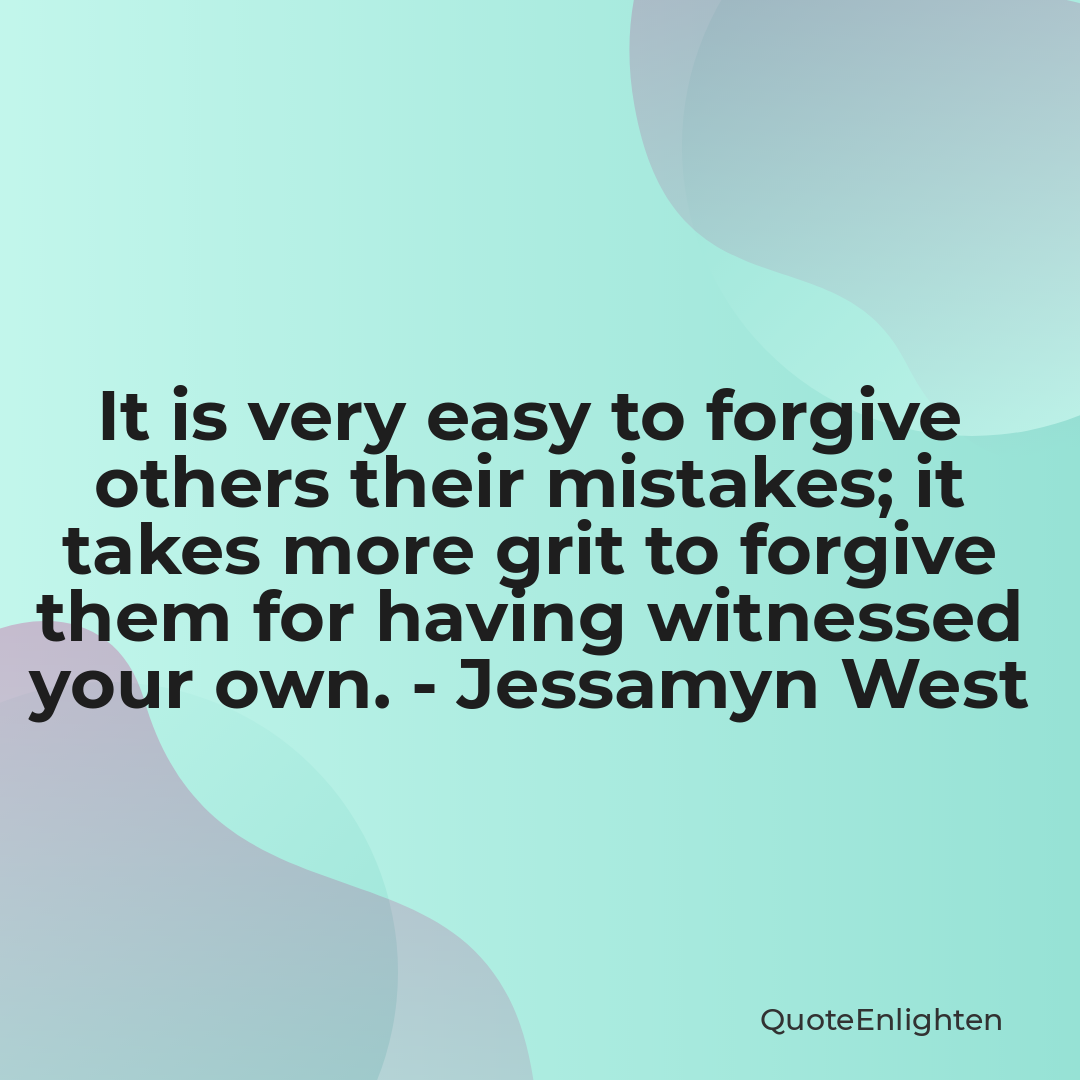 It is very easy to forgive
others their mistakes; it
takes more grit to forgive
them for having witnessed
your own. - Jessamyn West
QuoteEnlighten